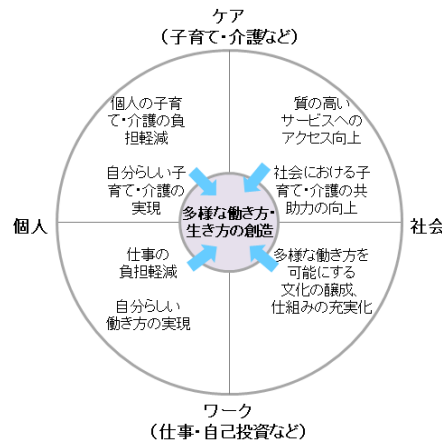 ケア
(子育て・介護など)
個人の子育
て・介護の負
担軽減
自分らしい子
育て・介護の
実現
質の高い
サービスへの
アクセス向上
社会における子
育て・介護の共
助力の向上
個人
多様な働き方・
生き方の創造
社会
仕事の
負担軽減
自分らしい
働き方の実現
多様な働き方を
可能にする
文化の醸成、
仕組みの充実化
ワーク
(仕事・自己投資など)